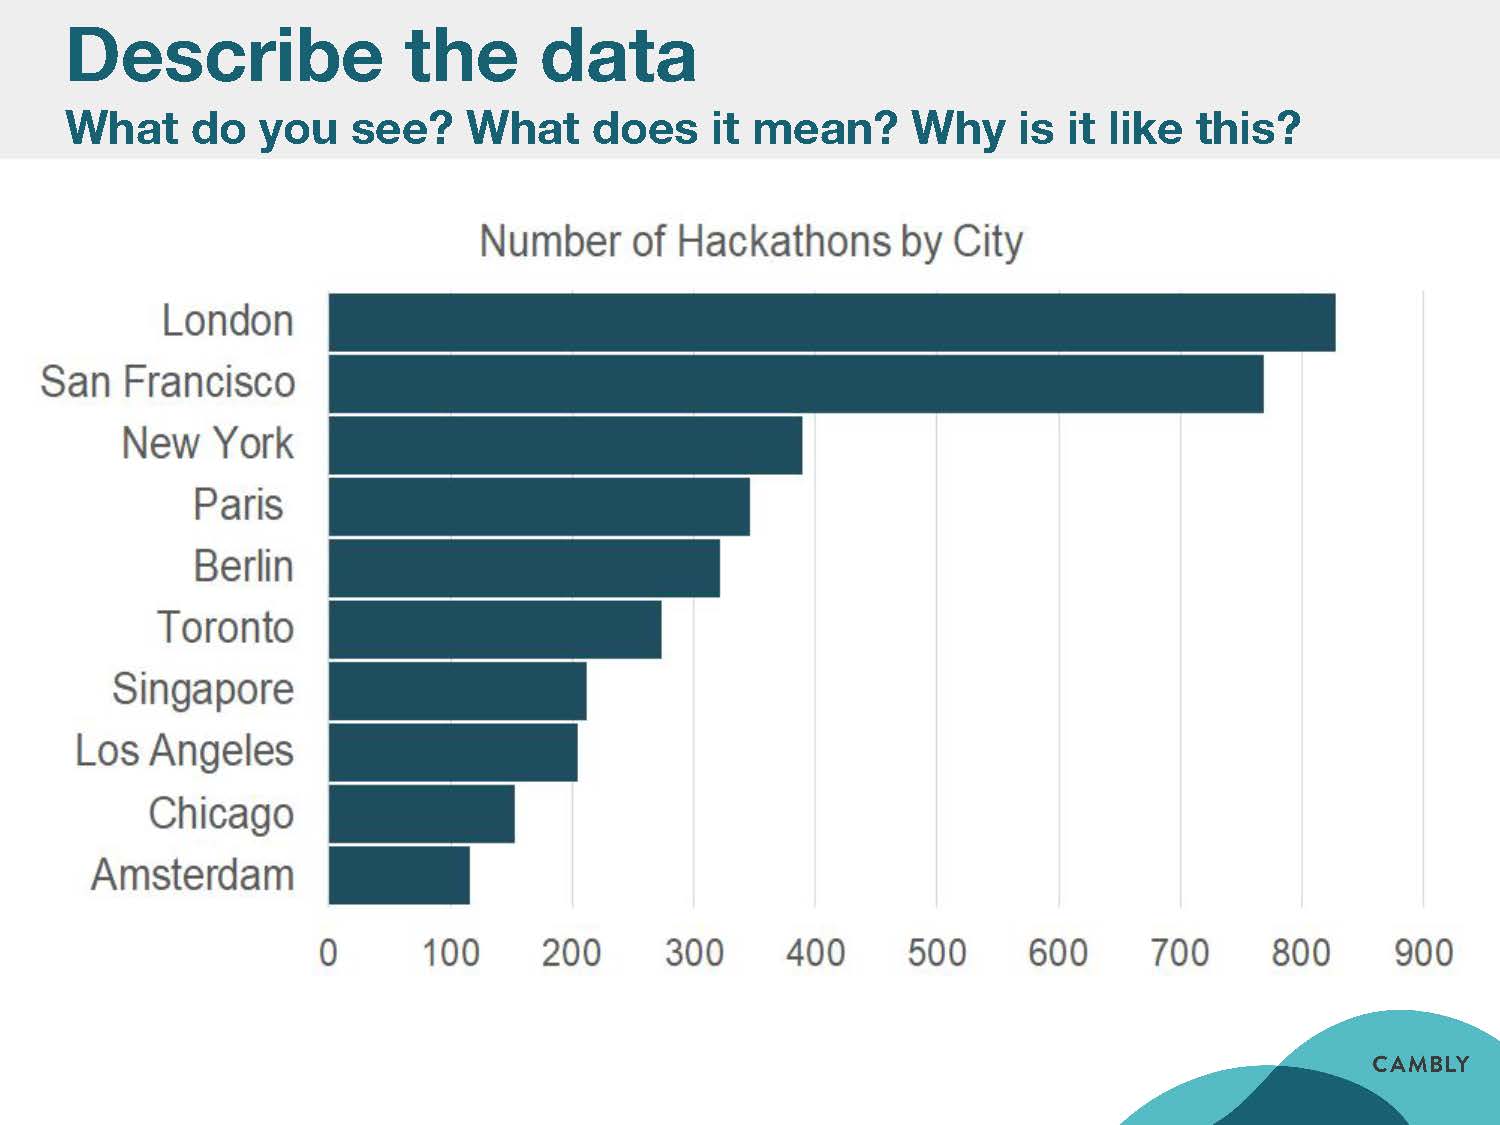 Describe the data
What do you see? What does it mean? Why is it like this?
Number of Hackathons by City
London
San Francisco
New York
Paris
Berlin
Toronto
Singapore
Los Angeles
Chicago
Amsterdam
0 100 200 300 400 500 600 700 800 900
CAMBLY